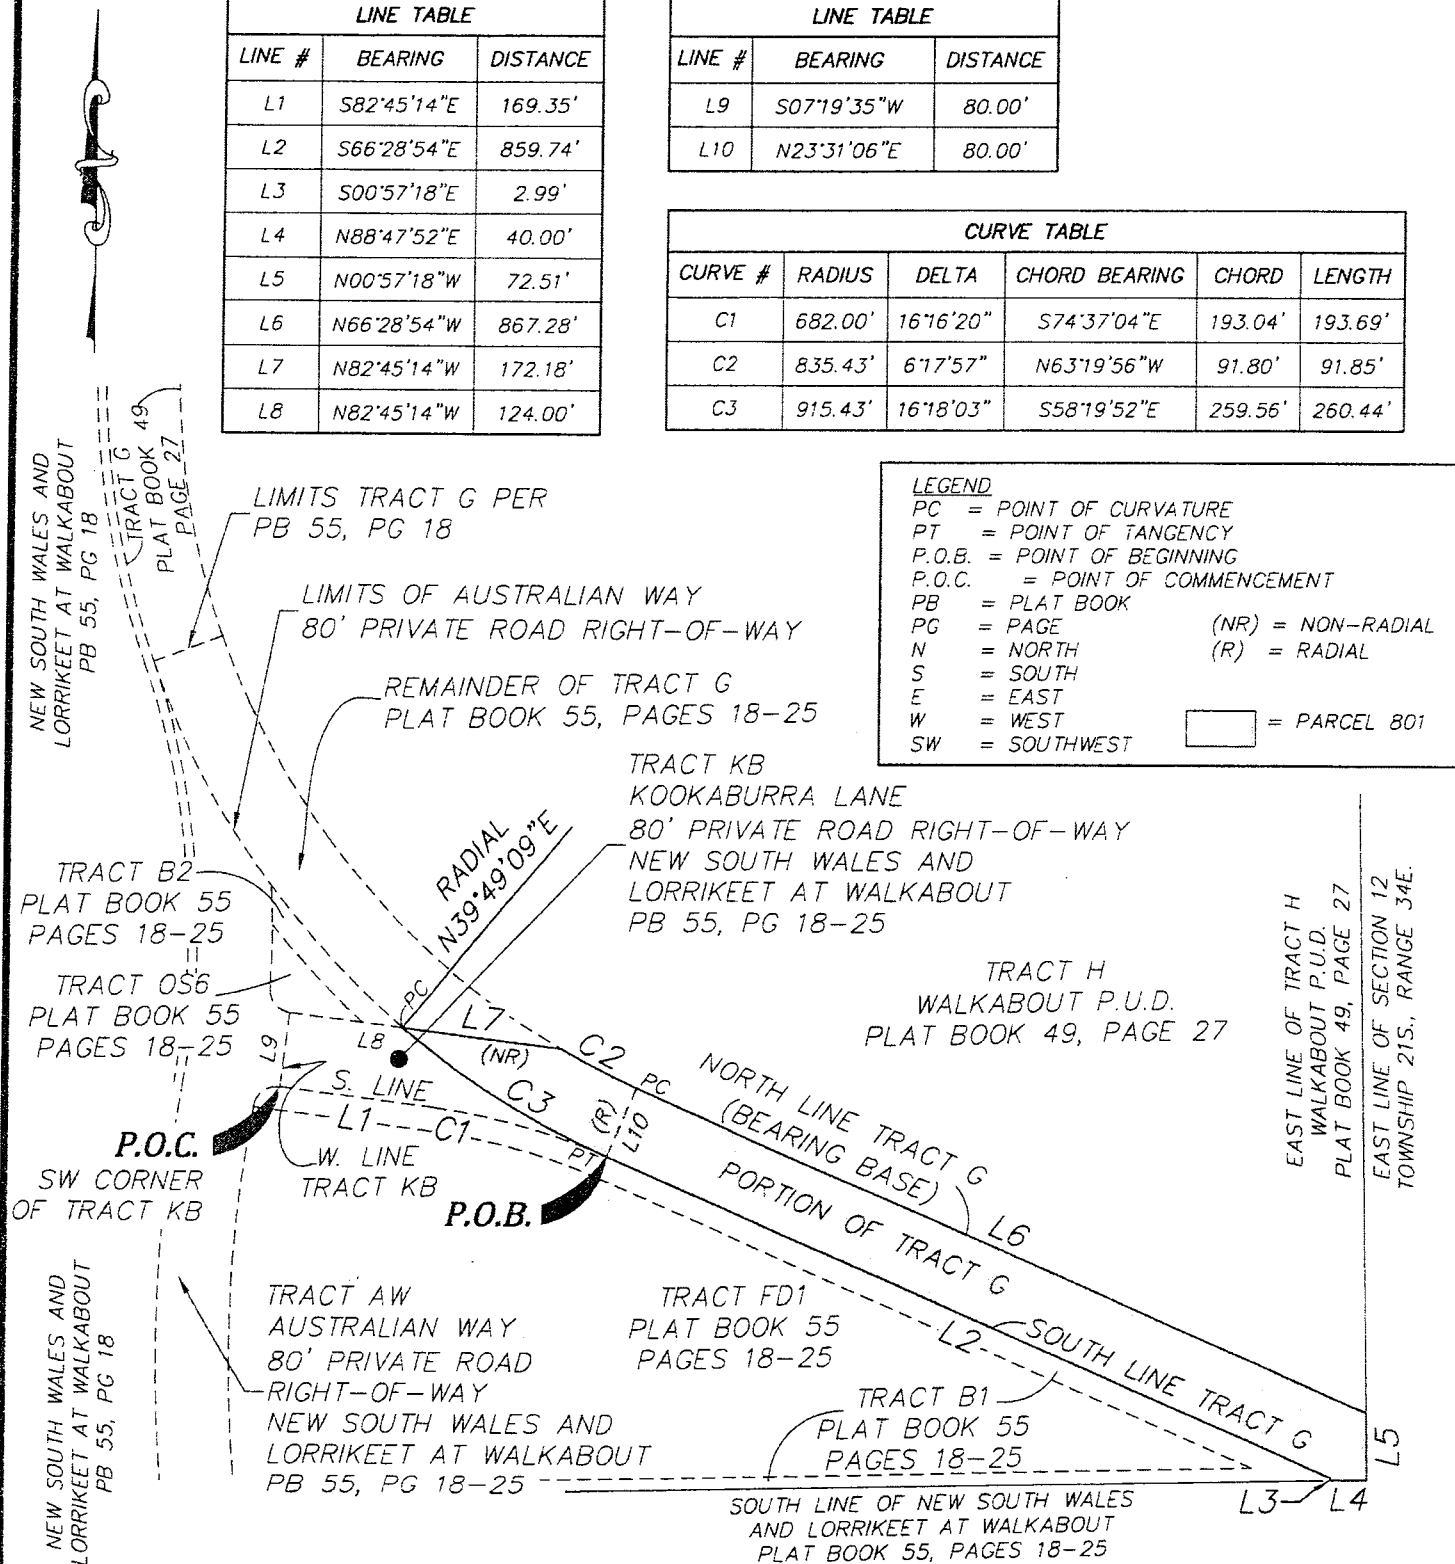 LINE TABLE
LINE # BEARING DISTANCE
L1 S82°45'14"E 169.35'
L2 S66°28'54"E 859.74'
L3 S00°57'18"E 2.99'
L4 N88°47'52"E 40.00'
L5 N00°57'18"W 72.51'
L6 N66°28'54"W 867.28'
L7 N82°45'14"W 172.18'
L8 N82°45'14"W 124.00'
LINE TABLE
LINE # BEARING DISTANCE
L9 S07°19'35"W 80.00'
L10 N23°31'06"E 80.00'
CURVE TABLE
CURVE # RADIUS DELTA CHORD BEARING CHORD LENGTH
C1 682.00' 16°16'20" S74°37'04"E 193.04' 193.69'
C2 835.43' 6°17'57" N63°19'56"W 91.80' 91.85'
C3 915.43' 16°18'03" S58°19'52"E 259.56' 260.44'
LEGEND
PC = POINT OF CURVATURE
PT = POINT OF TANGENCY
P.O.B. = POINT OF BEGINNING
P.O.C. = POINT OF COMMENCEMENT
PB = PLAT BOOK
PG = PAGE (NR) = NON-RADIAL
N = NORTH (R) = RADIAL
S = SOUTH
E = EAST
W = WEST = PARCEL 801
SW = SOUTHWEST
NEW SOUTH WALES AND
LORRIKEET AT WALKABOUT
PB 55, PG 18
TRACT G
PLAT BOOK 49
PAGE 27
LIMITS TRACT G PER
PB 55, PG 18
LIMITS OF AUSTRALIAN WAY
80' PRIVATE ROAD RIGHT-OF-WAY
REMAINDER OF TRACT G
PLAT BOOK 55, PAGES 18-25
TRACT KB
KOOKABURRA LANE
80' PRIVATE ROAD RIGHT-OF-WAY
NEW SOUTH WALES AND
LORRIKEET AT WALKABOUT
PB 55, PG 18-25
RADIAL
N39°49'09"E
TRACT B2
PLAT BOOK 55
PAGES 18-25
TRACT OS6
PLAT BOOK 55
PAGES 18-25
TRACT H
WALKABOUT P.U.D.
PLAT BOOK 49, PAGE 27
EAST LINE OF TRACT H
WALKABOUT P.U.D.
PLAT BOOK 49, PAGE 27
EAST LINE OF SECTION 12
TOWNSHIP 21S., RANGE 34E.
PC
L7
(NR)
L8
L9
C2
PC
C3
(R)
L10
S. LINE
L1
C1
PT
W. LINE
TRACT KB
P.O.C.
SW CORNER
OF TRACT KB
P.O.B.
NORTH LINE TRACT G
(BEARING BASE)
PORTION OF TRACT G
L6
L2
SOUTH LINE TRACT G
NEW SOUTH WALES AND
LORRIKEET AT WALKABOUT
PB 55, PG 18
TRACT AW
AUSTRALIAN WAY
80' PRIVATE ROAD
RIGHT-OF-WAY
NEW SOUTH WALES AND
LORRIKEET AT WALKABOUT
PB 55, PG 18-25
TRACT FD1
PLAT BOOK 55
PAGES 18-25
TRACT B1
PLAT BOOK 55
PAGES 18-25
L5
L3
L4
SOUTH LINE OF NEW SOUTH WALES
AND LORRIKEET AT WALKABOUT
PLAT BOOK 55, PAGES 18-25